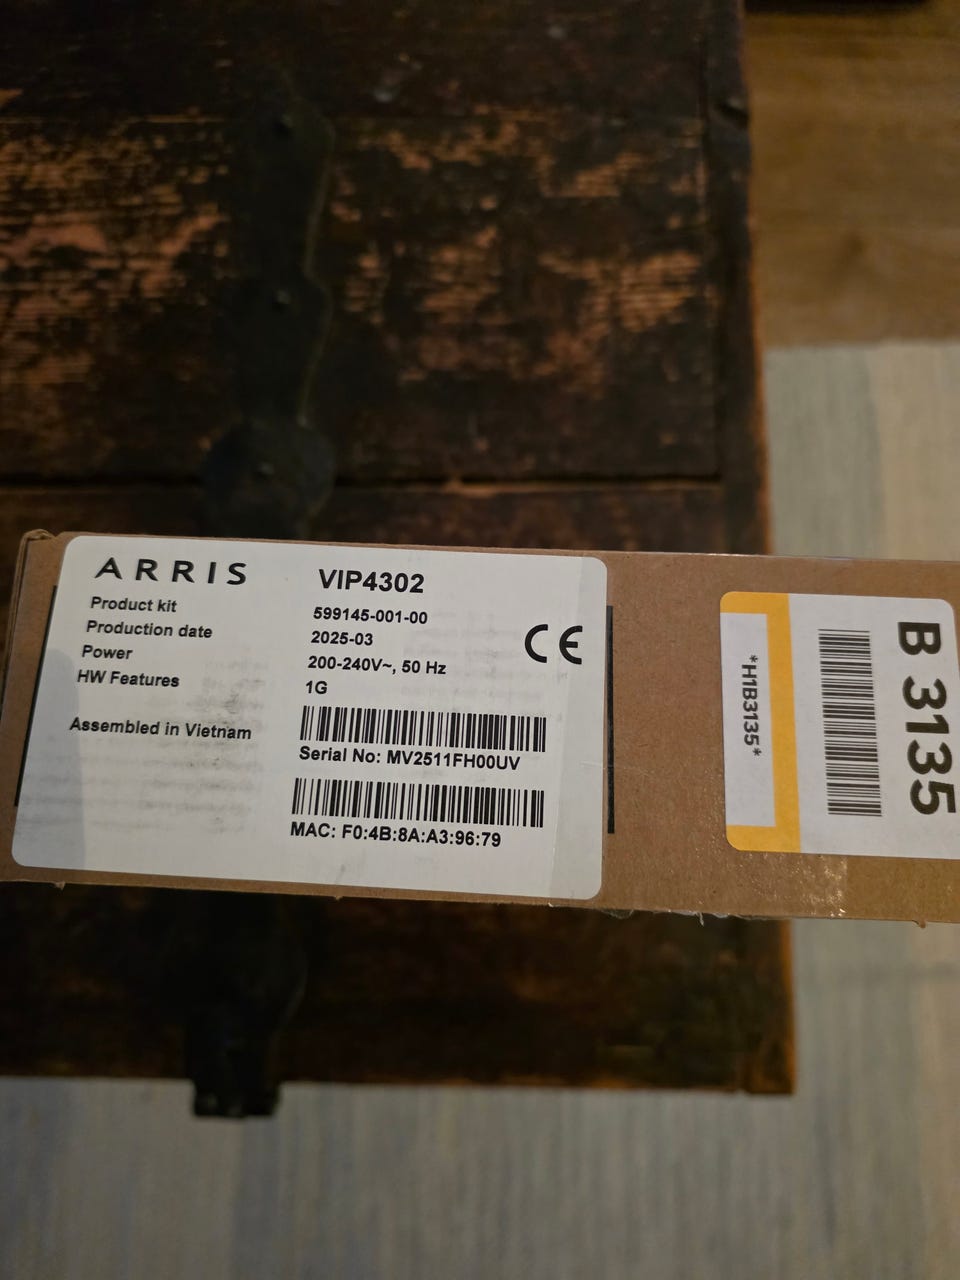 ARRIS VIP4302
Product kit 599145-001-00
Production date 2025-03
Power 200-240V~, 50 Hz
HW Features 1G
CE
Assembled in Vietnam
Serial No: MV2511FH00UV
MAC: F0:4B:8A:A3:96:79
*H1B3135*
B 3135